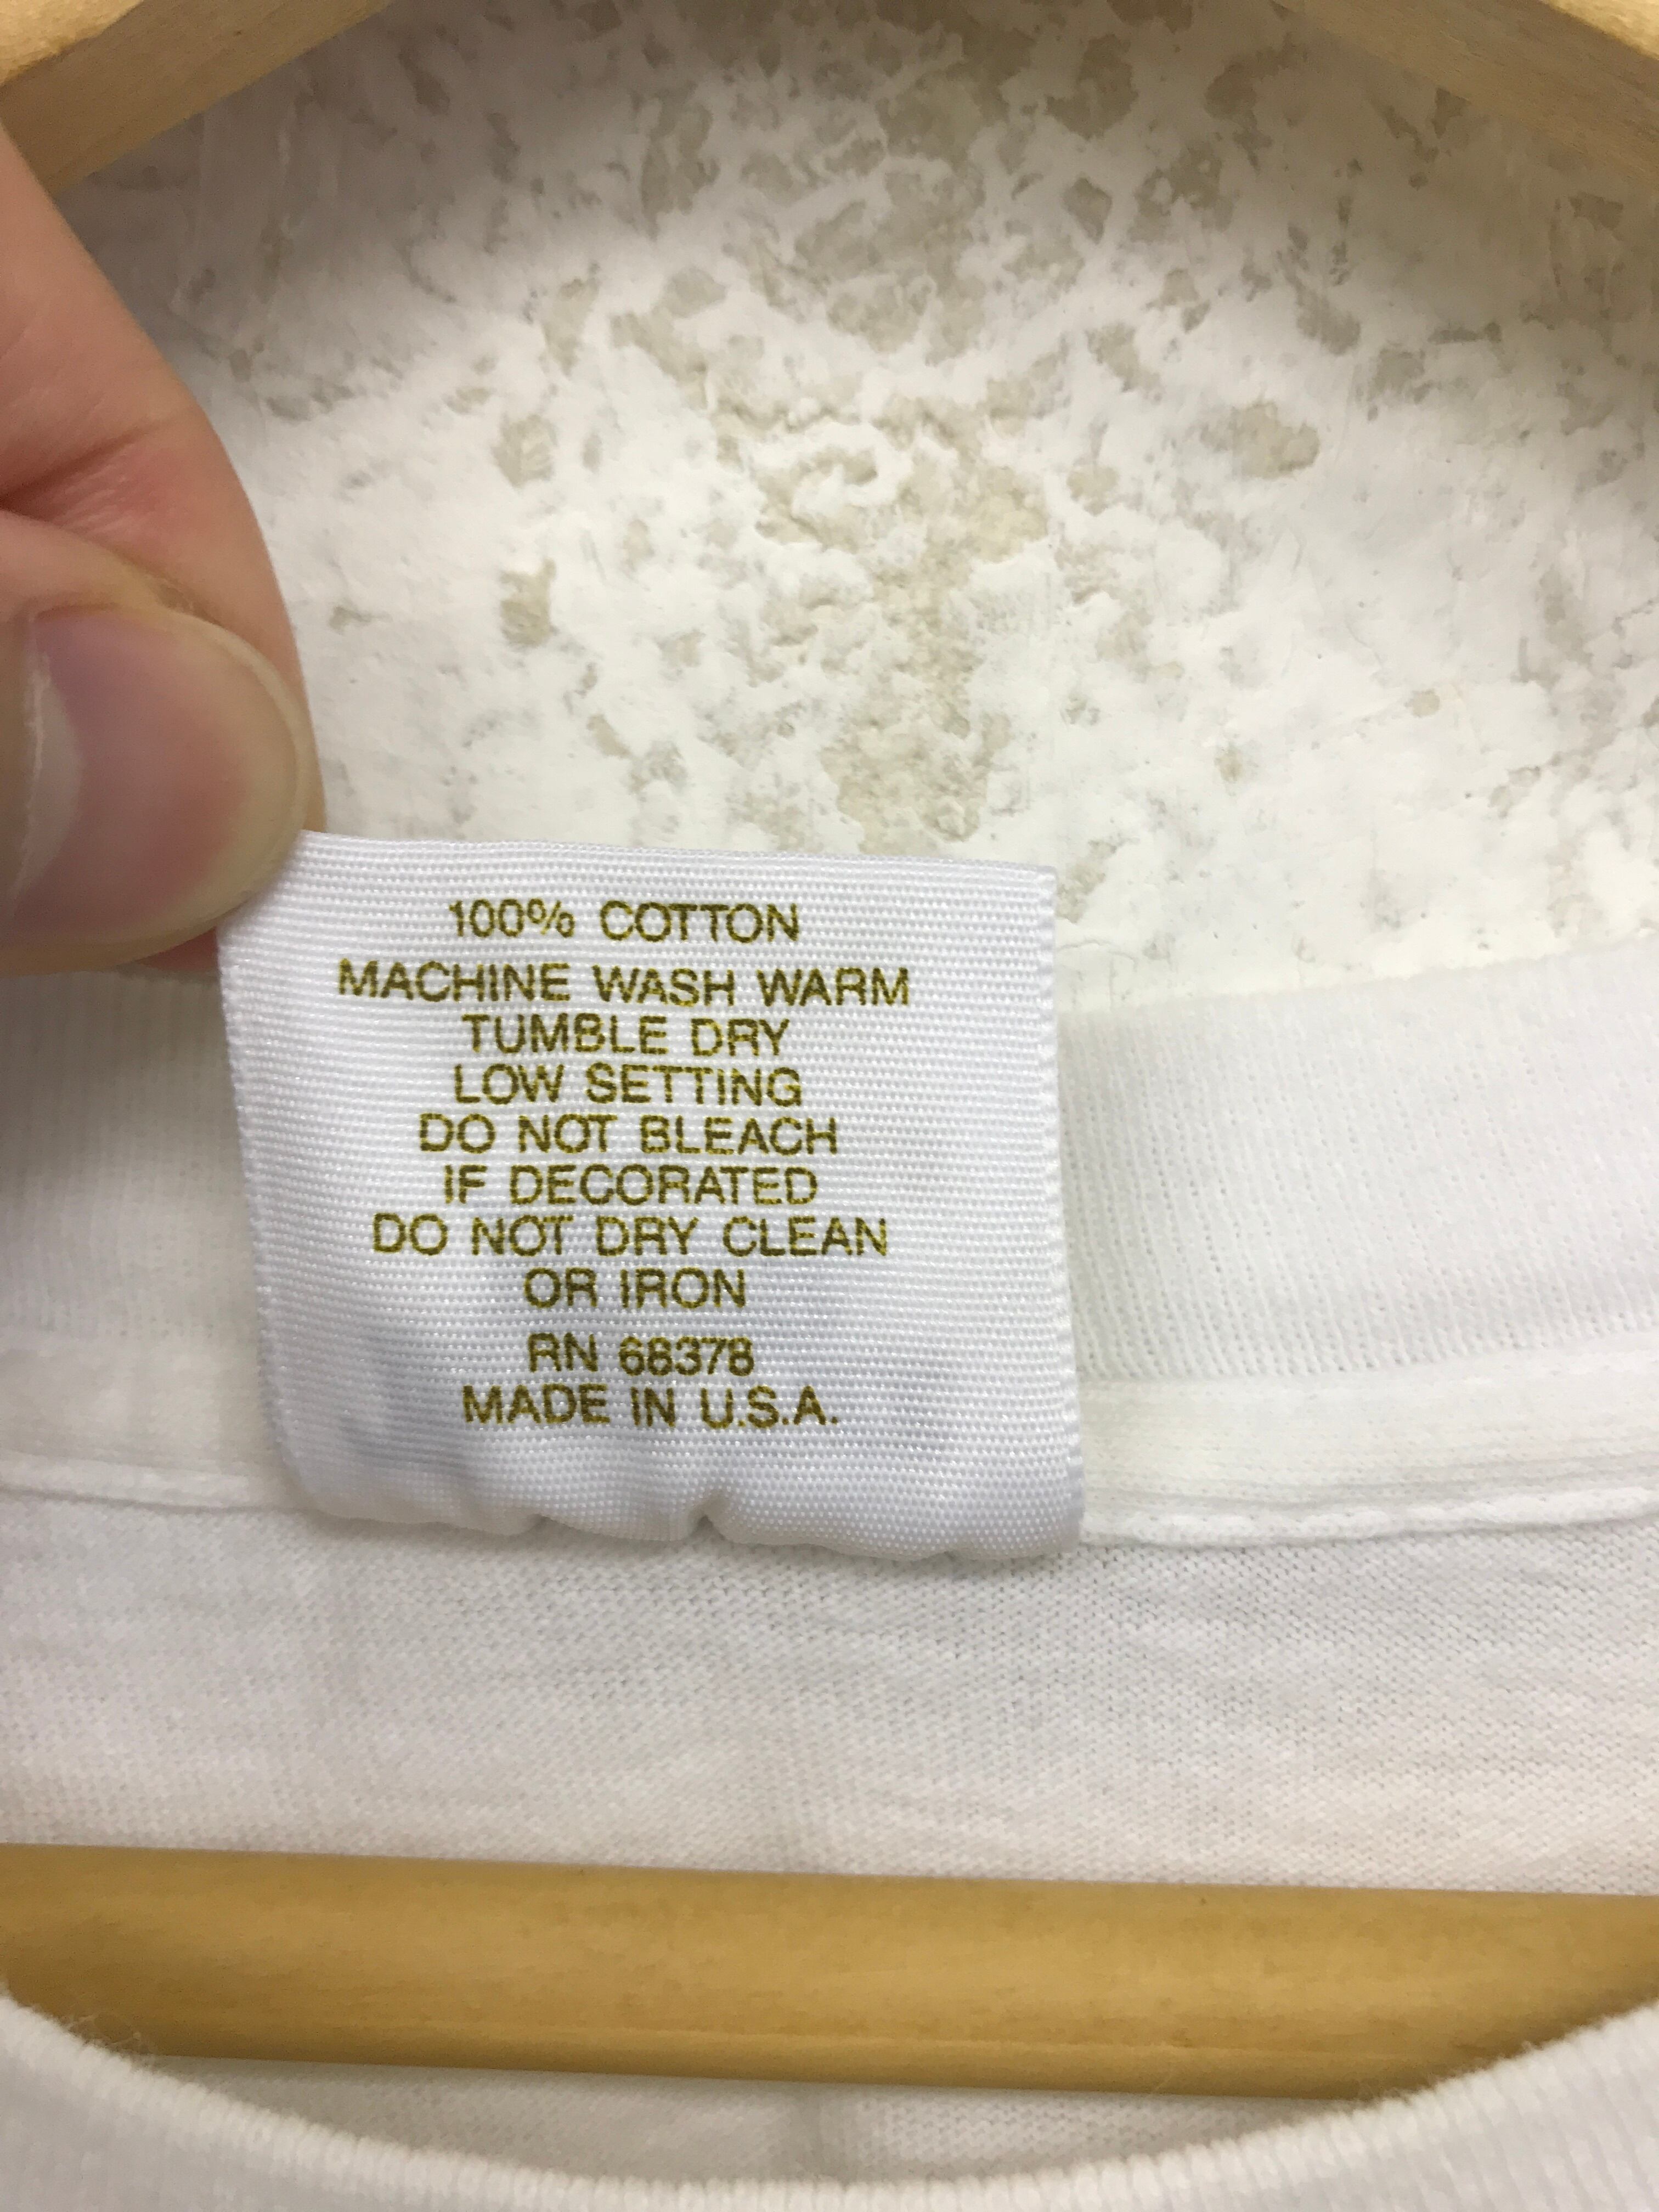 100% COTTON
MACHINE WASH WARM
TUMBLE DRY
LOW SETTING
DO NOT BLEACH
IF DECORATED
DO NOT DRY CLEAN
OR IRON
RN 68378
MADE IN U.S.A.